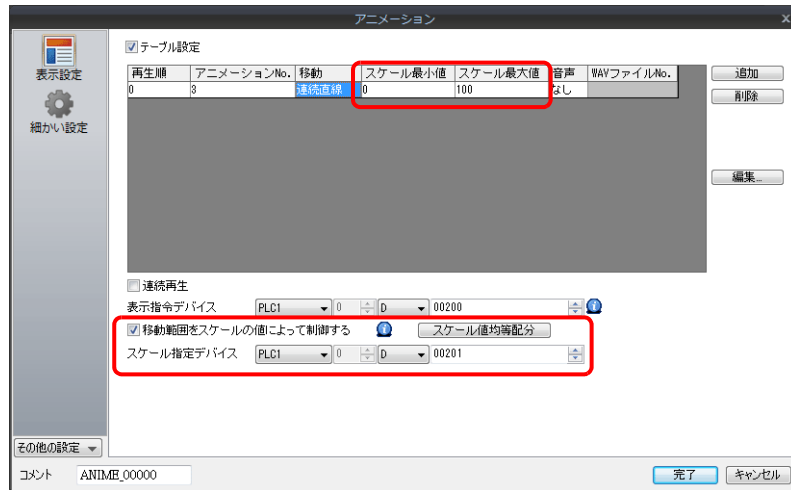 アニメーション x
表示設定
細かい設定
テーブル設定
再生順 アニメーションNo. 移動 スケール最小値 スケール最大値 音声 WAVファイルNo.
0 3 連続直線 0 100 なし
追加
削除
編集...
連続再生
表示指令デバイス PLC1 0 D 00200
移動範囲をスケールの値によって制御する スケール値均等配分
スケール指定デバイス PLC1 0 D 00201
その他の設定
コメント ANIME_00000 完了 キャンセル